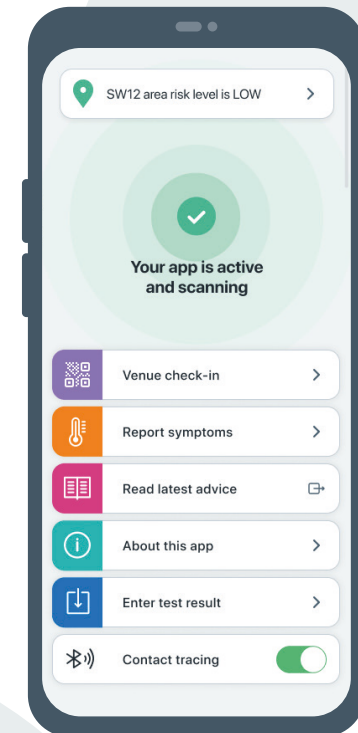 SW12 area risk level is LOW
Your app is active
and scanning
Venue check-in
Report symptoms
Read latest advice
About this app
Enter test result
Contact tracing